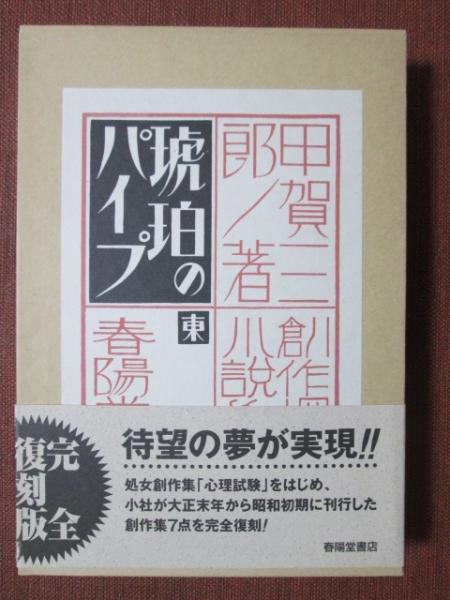 甲賀三
郎ノ著
琥珀の
パイプ
創作
小説
東
春陽
完全
復刻版
待望の夢が実現!!
処女創作集「心理試験」をはじめ、
小社が大正末年から昭和初期に刊行した
創作集7点を完全復刻!
春陽堂書店